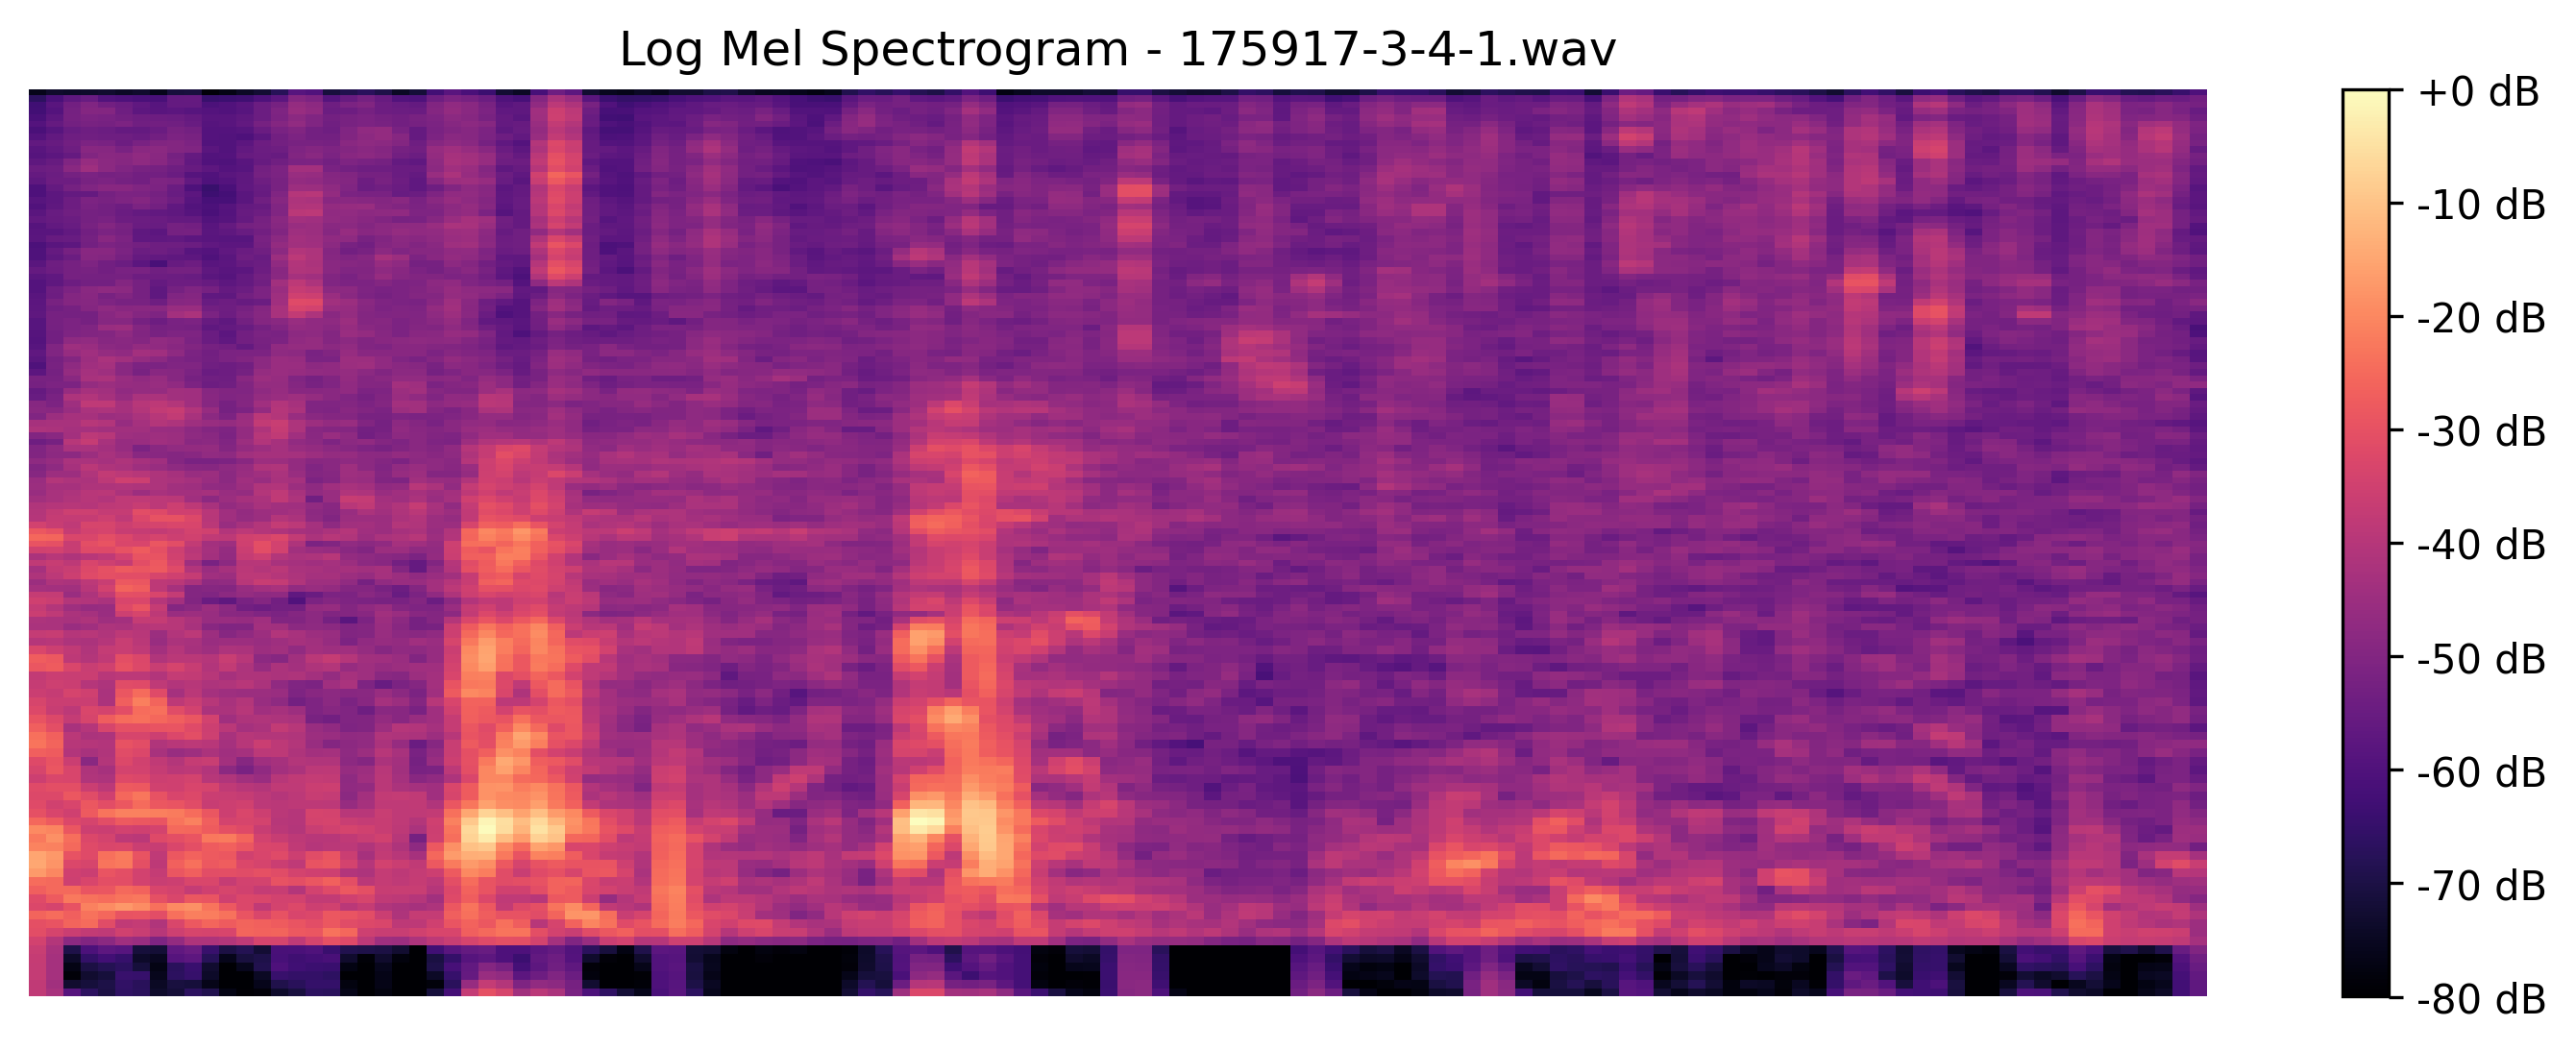 Log Mel Spectrogram - 175917-3-4-1.wav
+0 dB
-10 dB
-20 dB
-30 dB
-40 dB
-50 dB
-60 dB
-70 dB
-80 dB